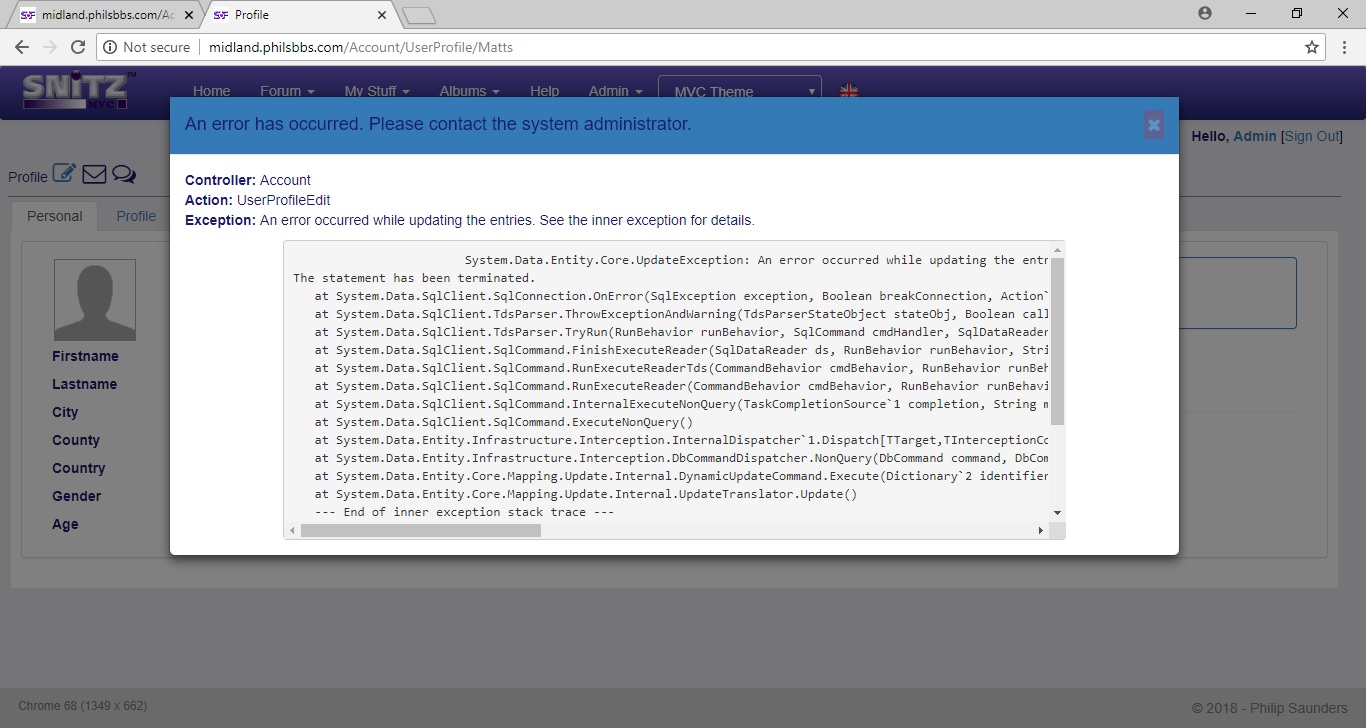 midland.philsbbs.com/Ac
Profile
Not secure
midland.philsbbs.com/Account/UserProfile/Matts
SNiTZ™
MVC
Home
Forum
My Stuff
Albums
Help
Admin
MVC Theme
An error has occurred. Please contact the system administrator.
Hello, Admin [Sign Out]
Profile
Personal
Profile
Controller: Account
Action: UserProfileEdit
Exception: An error occurred while updating the entries. See the inner exception for details.
System.Data.Entity.Core.UpdateException: An error occurred while updating the entr
The statement has been terminated.
at System.Data.SqlClient.SqlConnection.OnError(SqlException exception, Boolean breakConnection, Action`
at System.Data.SqlClient.TdsParser.ThrowExceptionAndWarning(TdsParserStateObject stateObj, Boolean call
at System.Data.SqlClient.TdsParser.TryRun(RunBehavior runBehavior, SqlCommand cmdHandler, SqlDataReader
at System.Data.SqlClient.SqlCommand.FinishExecuteReader(SqlDataReader ds, RunBehavior runBehavior, Stri
at System.Data.SqlClient.SqlCommand.RunExecuteReaderTds(CommandBehavior cmdBehavior, RunBehavior runBeh
at System.Data.SqlClient.SqlCommand.RunExecuteReader(CommandBehavior cmdBehavior, RunBehavior runBehavi
at System.Data.SqlClient.SqlCommand.InternalExecuteNonQuery(TaskCompletionSource`1 completion, String m
at System.Data.SqlClient.SqlCommand.ExecuteNonQuery()
at System.Data.Entity.Infrastructure.Interception.InternalDispatcher`1.Dispatch[TTarget,TInterceptionCo
at System.Data.Entity.Infrastructure.Interception.DbCommandDispatcher.NonQuery(DbCommand command, DbCom
at System.Data.Entity.Core.Mapping.Update.Internal.DynamicUpdateCommand.Execute(Dictionary`2 identifier
at System.Data.Entity.Core.Mapping.Update.Internal.UpdateTranslator.Update()
--- End of inner exception stack trace ---
Firstname
Lastname
City
County
Country
Gender
Age
Chrome 68 (1349 x 662)
© 2018 - Philip Saunders